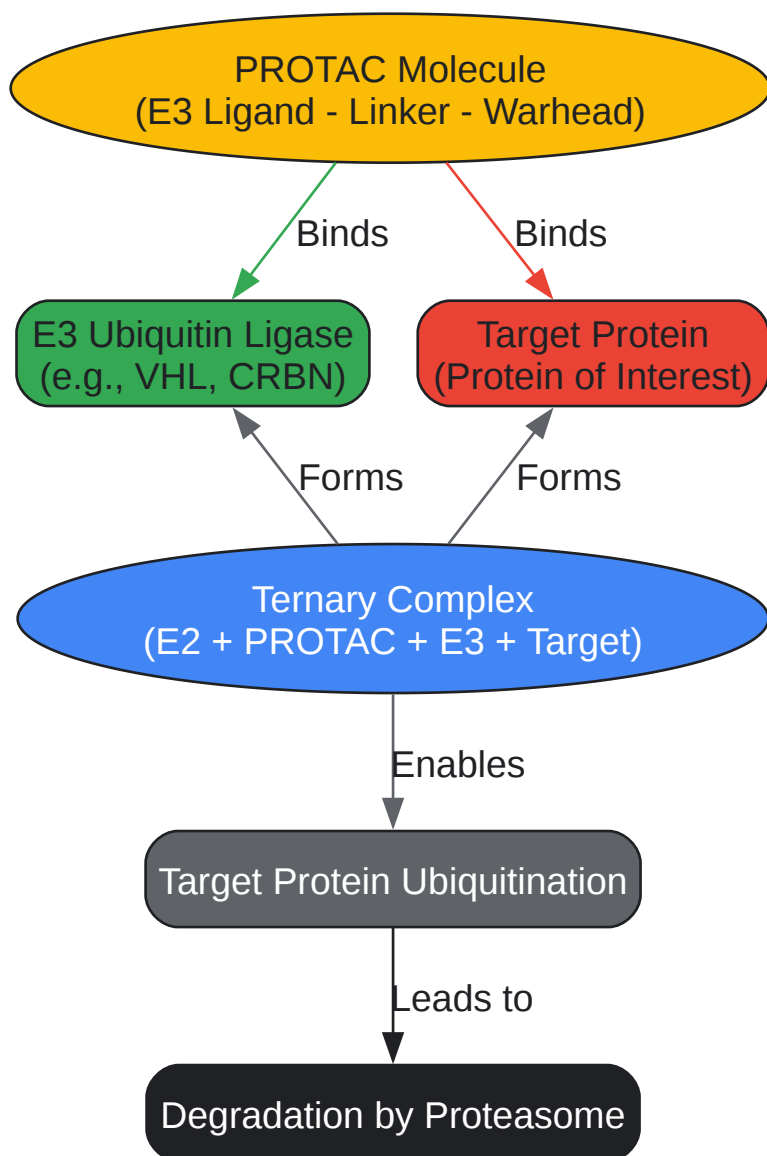 PROTAC Molecule
(E3 Ligand - Linker - Warhead)
Binds
Binds
E3 Ubiquitin Ligase
(e.g., VHL, CRBN)
Target Protein
(Protein of Interest)
Forms
Forms
Ternary Complex
(E2 + PROTAC + E3 + Target)
Enables
Target Protein Ubiquitination
Leads to
Degradation by Proteasome